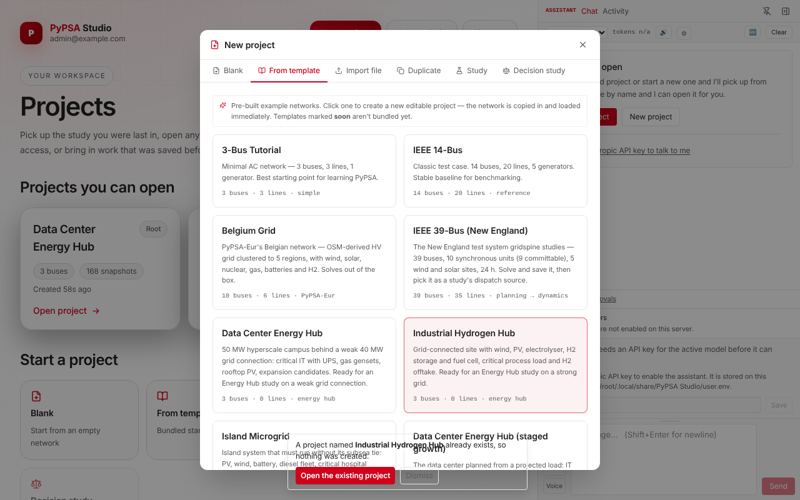 PyPSA Studio
admin@example.com
YOUR WORKSPACE
Projects
Pick up the study you were last in, open any
access, or bring in work that was saved befo
Projects you can open
Data Center
Energy Hub
Root
3 buses
168 snapshots
Created 58s ago
Open project →
Start a project
Blank
Start from an empty
network
From temp
Bundled star
Decision study
New project
Blank
From template
Import file
Duplicate
Study
Decision study
Pre-built example networks. Click one to create a new editable project — the network is copied in and loaded
immediately. Templates marked soon aren't bundled yet.
3-Bus Tutorial
Minimal AC network — 3 buses, 3 lines, 1
generator. Best starting point for learning PyPSA.
3 buses · 3 lines · simple
IEEE 14-Bus
Classic test case. 14 buses, 20 lines, 5 generators.
Stable baseline for benchmarking.
14 buses · 20 lines · reference
Belgium Grid
PyPSA-Eur's Belgian network — OSM-derived HV
grid clustered to 5 regions, with wind, solar,
nuclear, gas, batteries and H2. Solves out of the
box.
10 buses · 6 lines · PyPSA-Eur
IEEE 39-Bus (New England)
The New England test system gridspine studies —
39 buses, 10 synchronous units (9 committable), 5
wind and solar sites, 24 h. Solve and save it, then
pick it as a study's dispatch source.
39 buses · 35 lines · planning → dynamics
Data Center Energy Hub
50 MW hyperscale campus behind a weak 40 MW
grid connection: critical IT with UPS, gas gensets,
rooftop PV, expansion candidates. Ready for an
Energy Hub study on a weak grid connection.
3 buses · 0 lines · energy hub
Industrial Hydrogen Hub
Grid-connected site with wind, PV, electrolyser, H2
storage and fuel cell, critical process load and H2
offtake. Ready for an Energy Hub study on a strong
grid.
3 buses · 0 lines · energy hub
Island Microgrid
Island system that must run without its subsea tie:
PV, wind, battery, diesel fleet, critical hospital
Data Center Energy Hub (staged
growth)
The data center planned from a projected load: IT
A project named Industrial Hydrogen Hub already exists, so
nothing was created.
Open the existing project
Dismiss
ASSISTANT
Chat
Activity
tokens n/a
Clear
open
d project or start a new one and I'll pick up from
e by name and I can open it for you.
ect
New project
ropic API key to talk to me
ovals
rs
re not enabled on this server.
eeds an API key for the active model before it can
pic API key to enable the assistant. It is stored on this
/root/.local/share/PyPSA Studio/user.env.
Save
ge... (Shift+Enter for newline)
Voice
Send